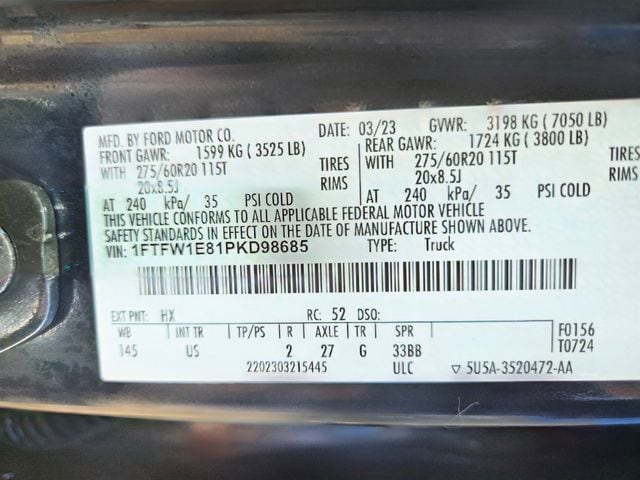 MFD. BY FORD MOTOR CO. DATE: 03/23 GVWR: 3198 KG ( 7050 LB)
FRONT GAWR: 1599 KG ( 3525 LB) REAR GAWR: 1724 KG ( 3800 LB)
WITH 275/60R20 115T TIRES WITH 275/60R20 115T TIRES
20x8.5J RIMS 20x8.5J RIMS
AT 240 kPa/ 35 PSI COLD AT 240 kPa/ 35 PSI COLD
THIS VEHICLE CONFORMS TO ALL APPLICABLE FEDERAL MOTOR VEHICLE
SAFETY STANDARDS IN EFFECT ON THE DATE OF MANUFACTURE SHOWN ABOVE.
VIN: 1FTFW1E81PKD98685 TYPE: Truck
EXT PNT: HX RC: 52 DSO:
WB INT TR TP/PS R AXLE TR SPR F0156
145 US 2 27 G 33BB T0724
2202303215445 ULC ▽ 5U5A-3520472-AA